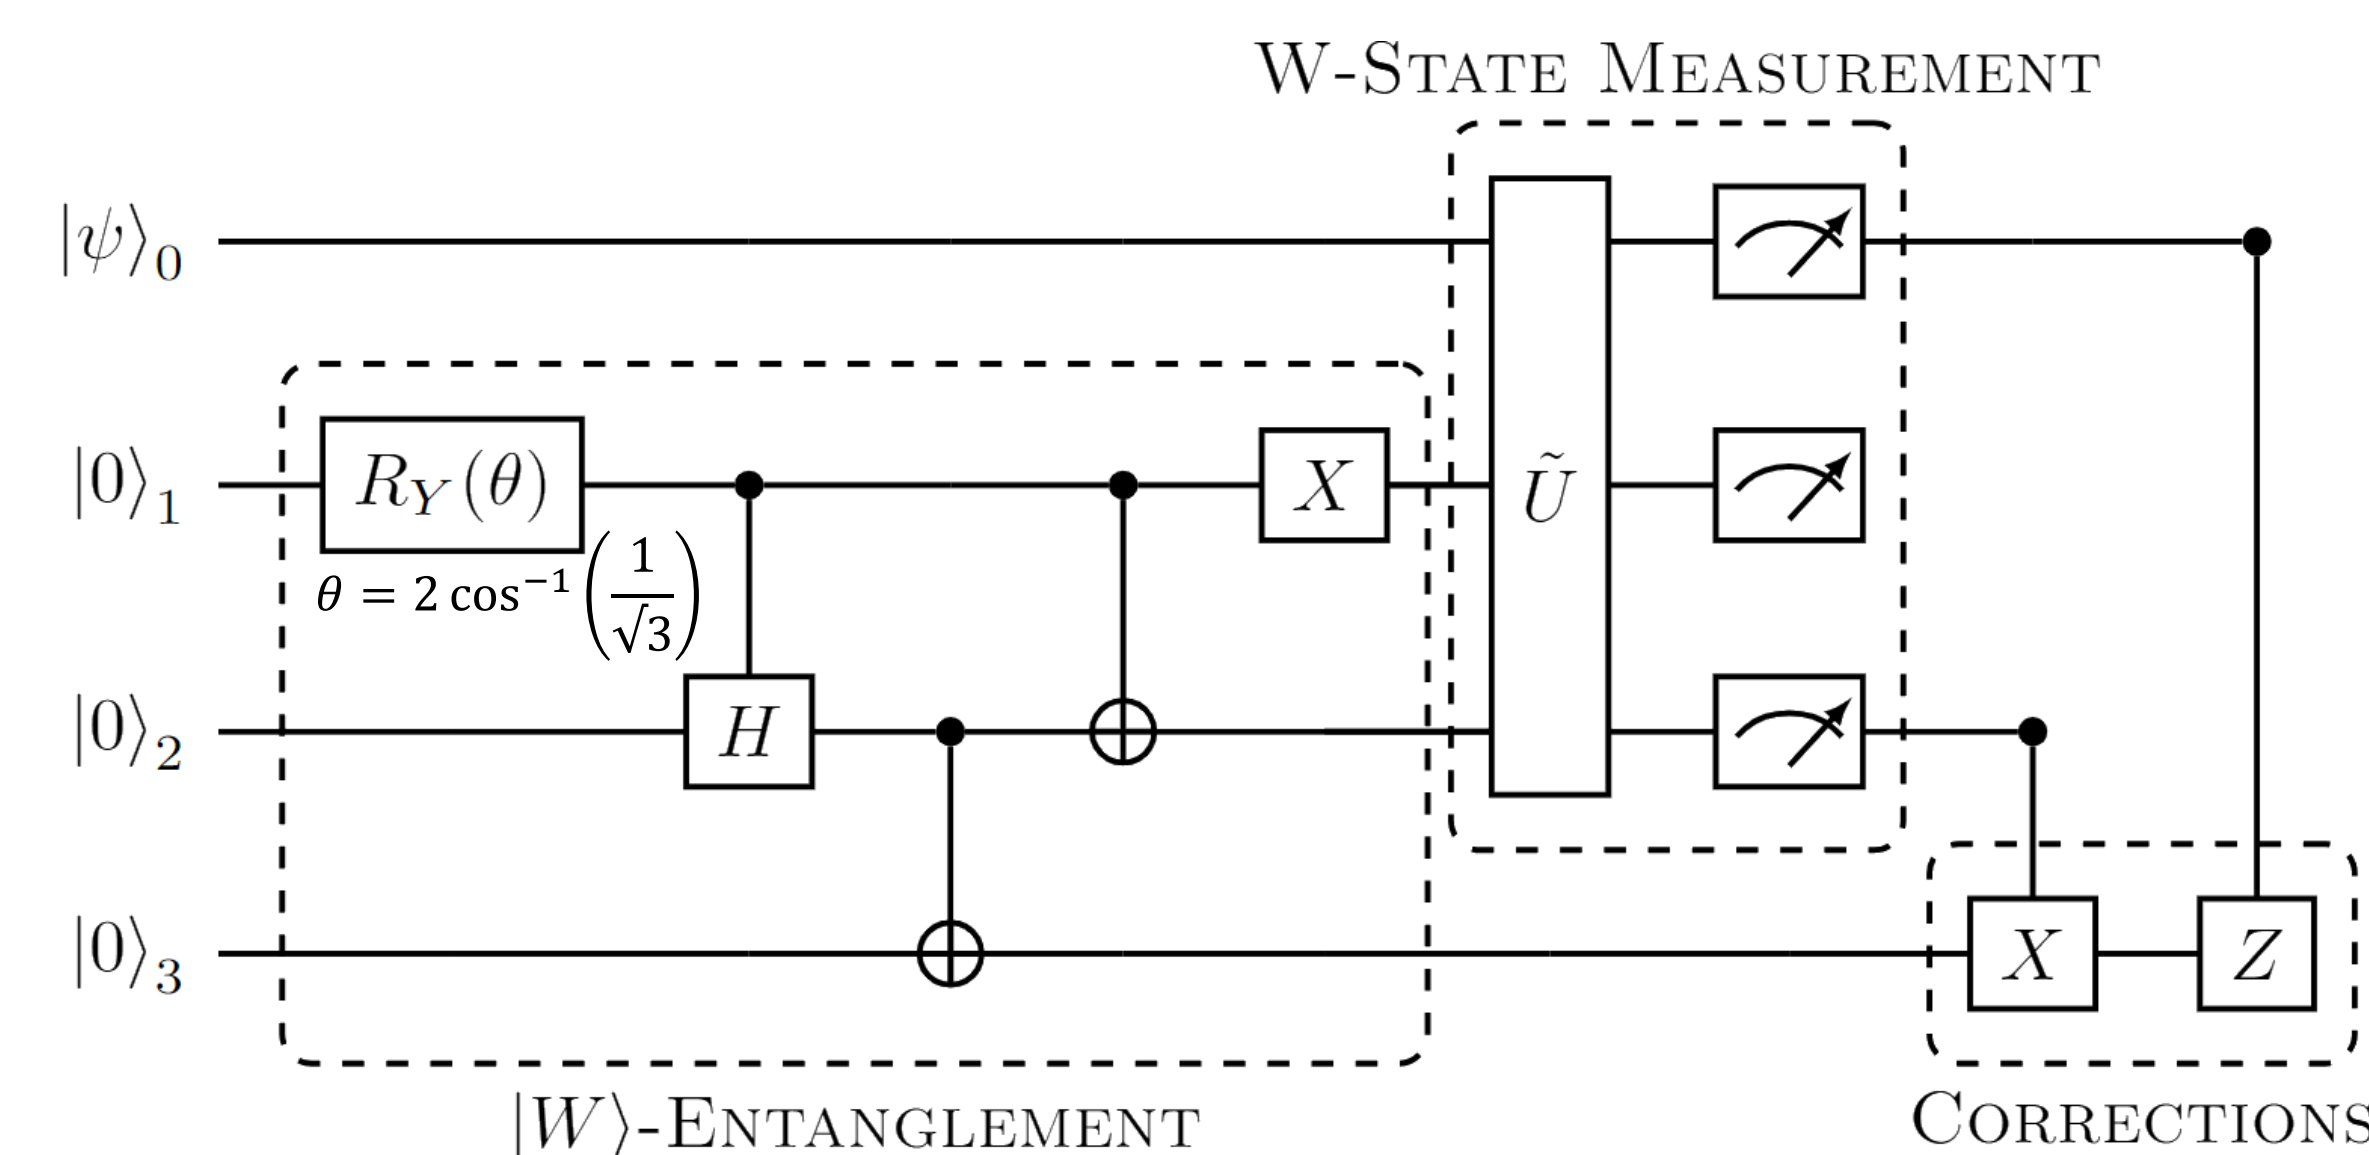 W-State Measurement
|ψ⟩₀
|0⟩₁ R_Y(θ) X Ũ
θ = 2 cos⁻¹(1/√3)
|0⟩₂ H
|0⟩₃ X Z
|W⟩-Entanglement
Corrections